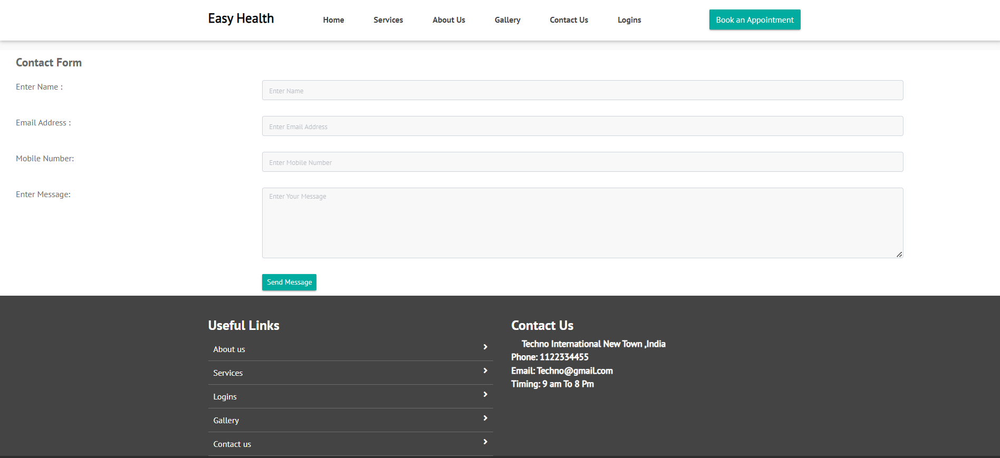 Easy Health
Home
Services
About Us
Gallery
Contact Us
Logins
Book an Appointment
Contact Form
Enter Name :
Enter Name
Email Address :
Enter Email Address
Mobile Number:
Enter Mobile Number
Enter Message:
Enter Your Message
Send Message
Useful Links
About us
Services
Logins
Gallery
Contact us
Contact Us
Techno International New Town ,India
Phone: 1122334455
Email: Techno@gmail.com
Timing: 9 am To 8 Pm